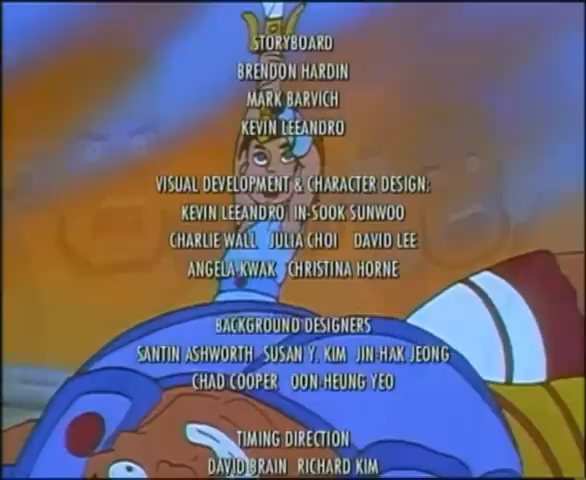 STORYBOARD
BRENDON HARDIN
MARK BARVICH
KEVIN LEEANDRO
VISUAL DEVELOPMENT & CHARACTER DESIGN:
KEVIN LEEANDRO IN-SOOK SUNWOO
CHARLIE WALL JULIA CHOI DAVID LEE
ANGELA KWAK CHRISTINA HORNE
BACKGROUND DESIGNERS
SANTIN ASHWORTH SUSAN Y. KIM JIN-HAK JEONG
CHAD COOPER OON-HEUNG YEO
TIMING DIRECTION
DAVID BRAIN RICHARD KIM